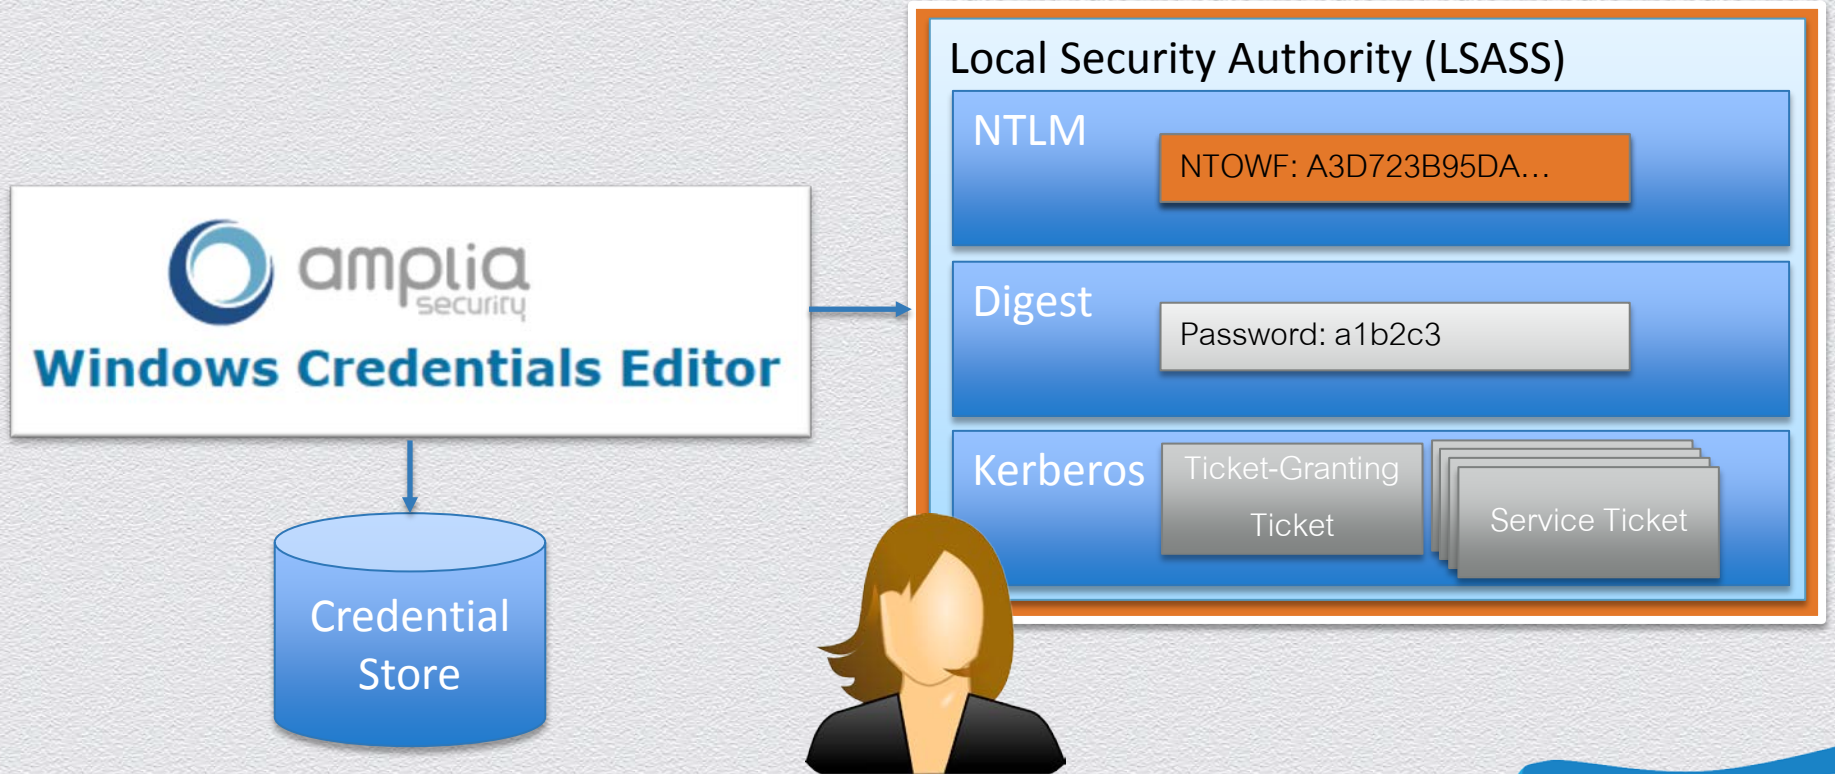 Local Security Authority (LSASS)
NTLM
NTOWF: A3D723B95DA...
amplia
security
Windows Credentials Editor
Digest
Password: a1b2c3
Kerberos
Ticket-Granting
Ticket
Service Ticket
Credential
Store